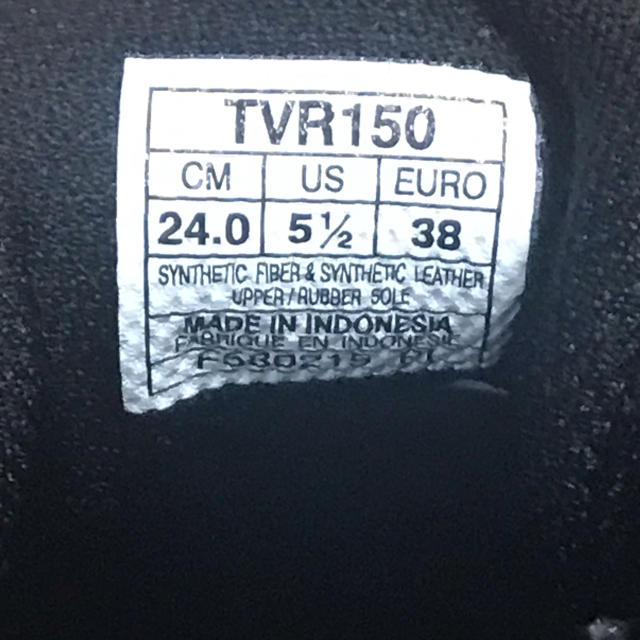 TVR150
CM US EURO
24.0 5½ 38
SYNTHETIC FIBER & SYNTHETIC LEATHER
UPPER / RUBBER SOLE
MADE IN INDONESIA
FABRIQUE EN INDONESIE